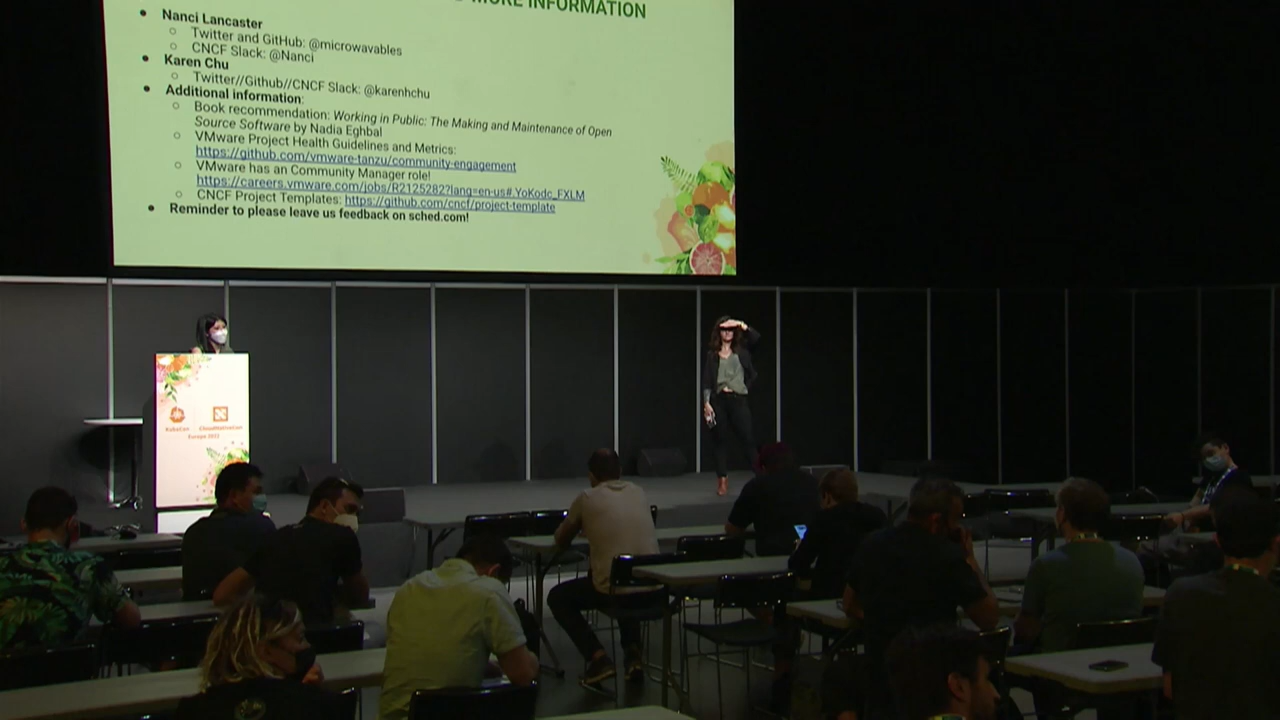 MORE INFORMATION
Nanci Lancaster
Twitter and GitHub: @microwavables
CNCF Slack: @Nanci
Karen Chu
Twitter//Github//CNCF Slack: @karenhchu
Additional information:
Book recommendation: Working in Public: The Making and Maintenance of Open
Source Software by Nadia Eghbal
VMware Project Health Guidelines and Metrics:
https://github.com/vmware-tanzu/community-engagement
VMware has an Community Manager role!
https://careers.vmware.com/jobs/R2125282?lang=en-us#.YoKodc_FXLM
CNCF Project Templates: https://github.com/cncf/project-template
Reminder to please leave us feedback on sched.com!
KubeCon CloudNativeCon
Europe 2022